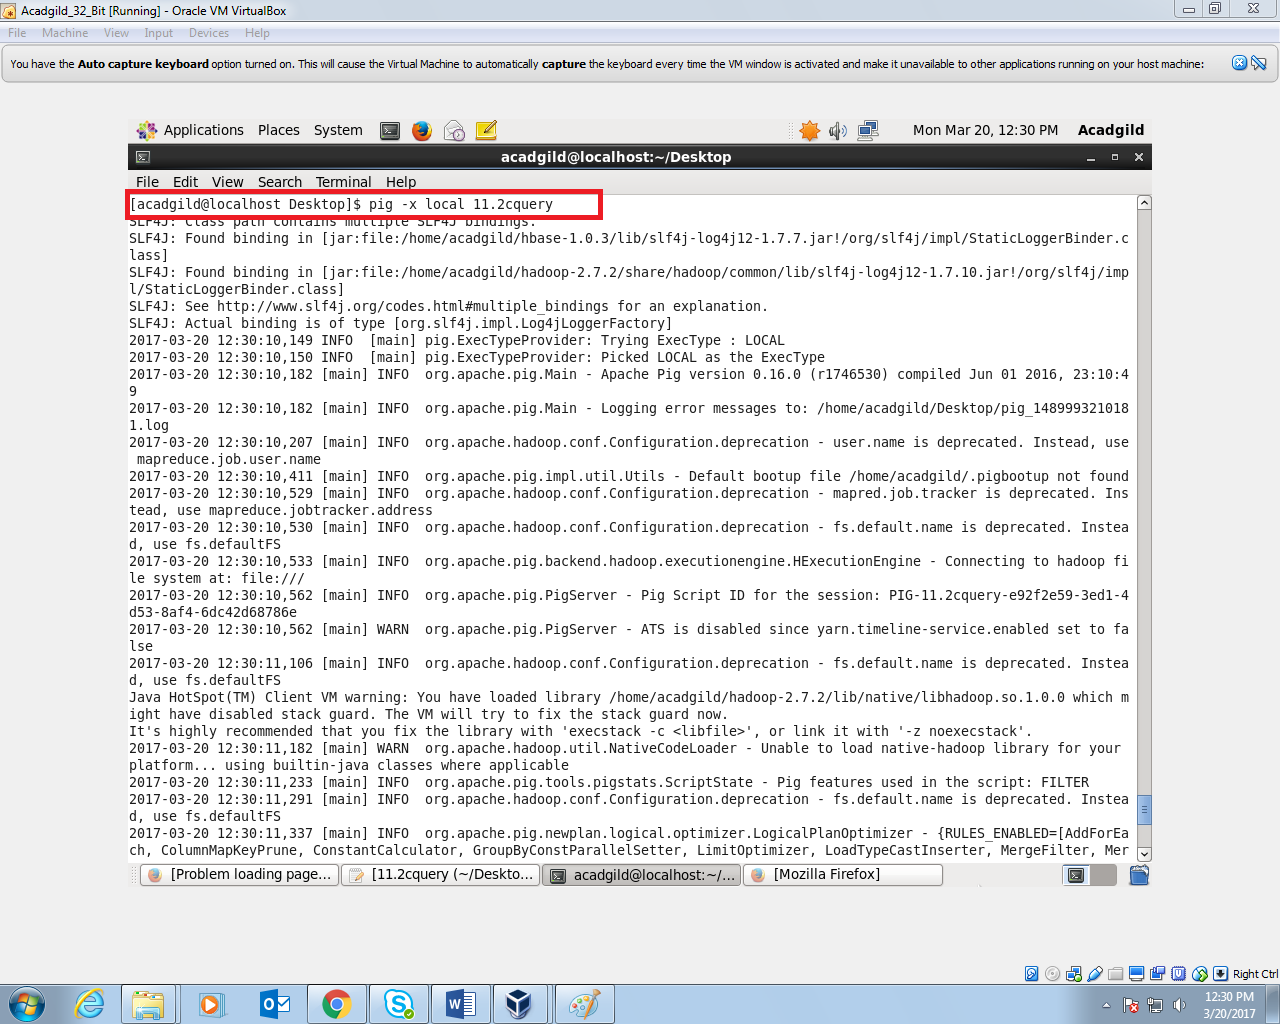 Acadgild_32_Bit [Running] - Oracle VM VirtualBox
File Machine View Input Devices Help
You have the Auto capture keyboard option turned on. This will cause the Virtual Machine to automatically capture the keyboard every time the VM window is activated and make it unavailable to other applications running on your host machine:
Applications Places System Mon Mar 20, 12:30 PM Acadgild
acadgild@localhost:~/Desktop
File Edit View Search Terminal Help
[acadgild@localhost Desktop]$ pig -x local 11.2cquery
SLF4J: Class path contains multiple SLF4J bindings.
SLF4J: Found binding in [jar:file:/home/acadgild/hbase-1.0.3/lib/slf4j-log4j12-1.7.7.jar!/org/slf4j/impl/StaticLoggerBinder.c
lass]
SLF4J: Found binding in [jar:file:/home/acadgild/hadoop-2.7.2/share/hadoop/common/lib/slf4j-log4j12-1.7.10.jar!/org/slf4j/imp
l/StaticLoggerBinder.class]
SLF4J: See http://www.slf4j.org/codes.html#multiple_bindings for an explanation.
SLF4J: Actual binding is of type [org.slf4j.impl.Log4jLoggerFactory]
2017-03-20 12:30:10,149 INFO  [main] pig.ExecTypeProvider: Trying ExecType : LOCAL
2017-03-20 12:30:10,150 INFO  [main] pig.ExecTypeProvider: Picked LOCAL as the ExecType
2017-03-20 12:30:10,182 [main] INFO  org.apache.pig.Main - Apache Pig version 0.16.0 (r1746530) compiled Jun 01 2016, 23:10:4
9
2017-03-20 12:30:10,182 [main] INFO  org.apache.pig.Main - Logging error messages to: /home/acadgild/Desktop/pig_148999321018
1.log
2017-03-20 12:30:10,207 [main] INFO  org.apache.hadoop.conf.Configuration.deprecation - user.name is deprecated. Instead, use
mapreduce.job.user.name
2017-03-20 12:30:10,411 [main] INFO  org.apache.pig.impl.util.Utils - Default bootup file /home/acadgild/.pigbootup not found
2017-03-20 12:30:10,529 [main] INFO  org.apache.hadoop.conf.Configuration.deprecation - mapred.job.tracker is deprecated. Ins
tead, use mapreduce.jobtracker.address
2017-03-20 12:30:10,530 [main] INFO  org.apache.hadoop.conf.Configuration.deprecation - fs.default.name is deprecated. Instea
d, use fs.defaultFS
2017-03-20 12:30:10,533 [main] INFO  org.apache.pig.backend.hadoop.executionengine.HExecutionEngine - Connecting to hadoop fi
le system at: file:///
2017-03-20 12:30:10,562 [main] INFO  org.apache.pig.PigServer - Pig Script ID for the session: PIG-11.2cquery-e92f2e59-3ed1-4
d53-8af4-6dc42d68786e
2017-03-20 12:30:10,562 [main] WARN  org.apache.pig.PigServer - ATS is disabled since yarn.timeline-service.enabled set to fa
lse
2017-03-20 12:30:11,106 [main] INFO  org.apache.hadoop.conf.Configuration.deprecation - fs.default.name is deprecated. Instea
d, use fs.defaultFS
Java HotSpot(TM) Client VM warning: You have loaded library /home/acadgild/hadoop-2.7.2/lib/native/libhadoop.so.1.0.0 which m
ight have disabled stack guard. The VM will try to fix the stack guard now.
It's highly recommended that you fix the library with 'execstack -c <libfile>', or link it with '-z noexecstack'.
2017-03-20 12:30:11,182 [main] WARN  org.apache.hadoop.util.NativeCodeLoader - Unable to load native-hadoop library for your
platform... using builtin-java classes where applicable
2017-03-20 12:30:11,233 [main] INFO  org.apache.pig.tools.pigstats.ScriptState - Pig features used in the script: FILTER
2017-03-20 12:30:11,291 [main] INFO  org.apache.hadoop.conf.Configuration.deprecation - fs.default.name is deprecated. Instea
d, use fs.defaultFS
2017-03-20 12:30:11,337 [main] INFO  org.apache.pig.newplan.logical.optimizer.LogicalPlanOptimizer - {RULES_ENABLED=[AddForEa
ch, ColumnMapKeyPrune, ConstantCalculator, GroupByConstParallelSetter, LimitOptimizer, LoadTypeCastInserter, MergeFilter, Mer
[Problem loading page... [11.2cquery (~/Deskto... acadgild@localhost:~/... [Mozilla Firefox]
Right Ctrl
12:30 PM
3/20/2017